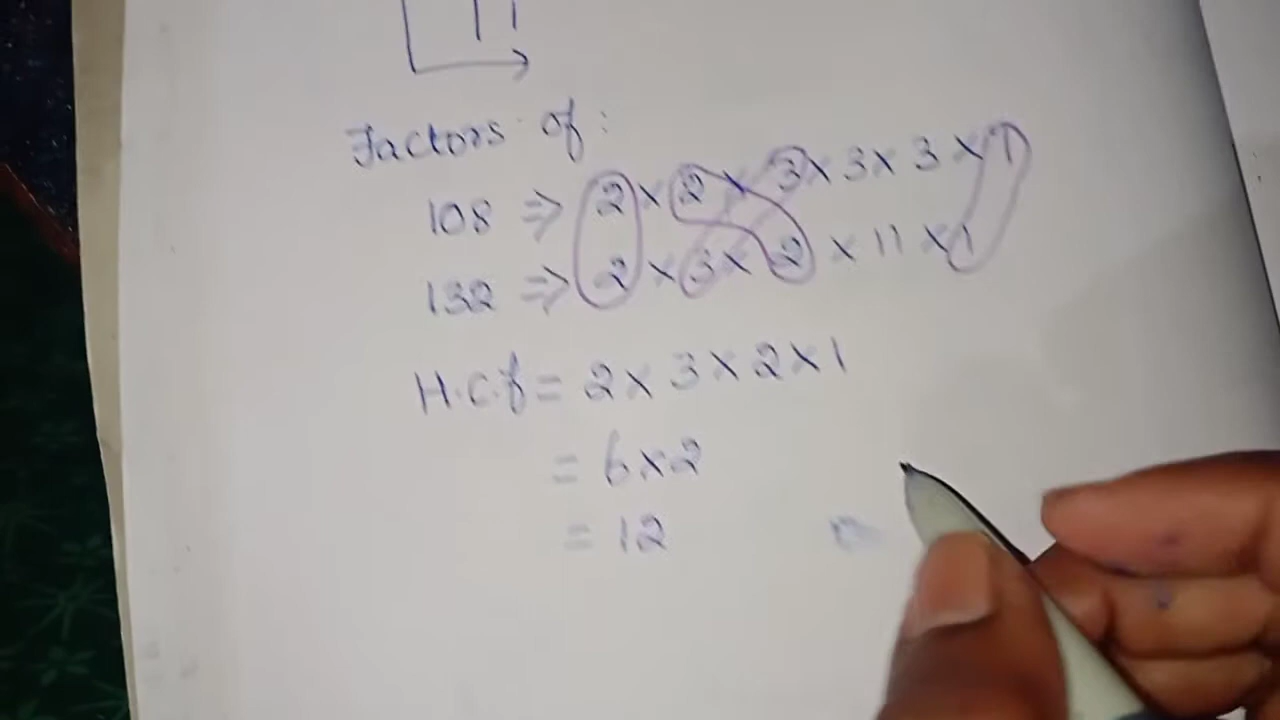 Factors of:
108 => 2 x 2 x 3 x 3 x 3 x 1
132 => 2 x 3 x 2 x 11 x 1
H.C.f = 2 x 3 x 2 x 1
= 6 x 2
= 12